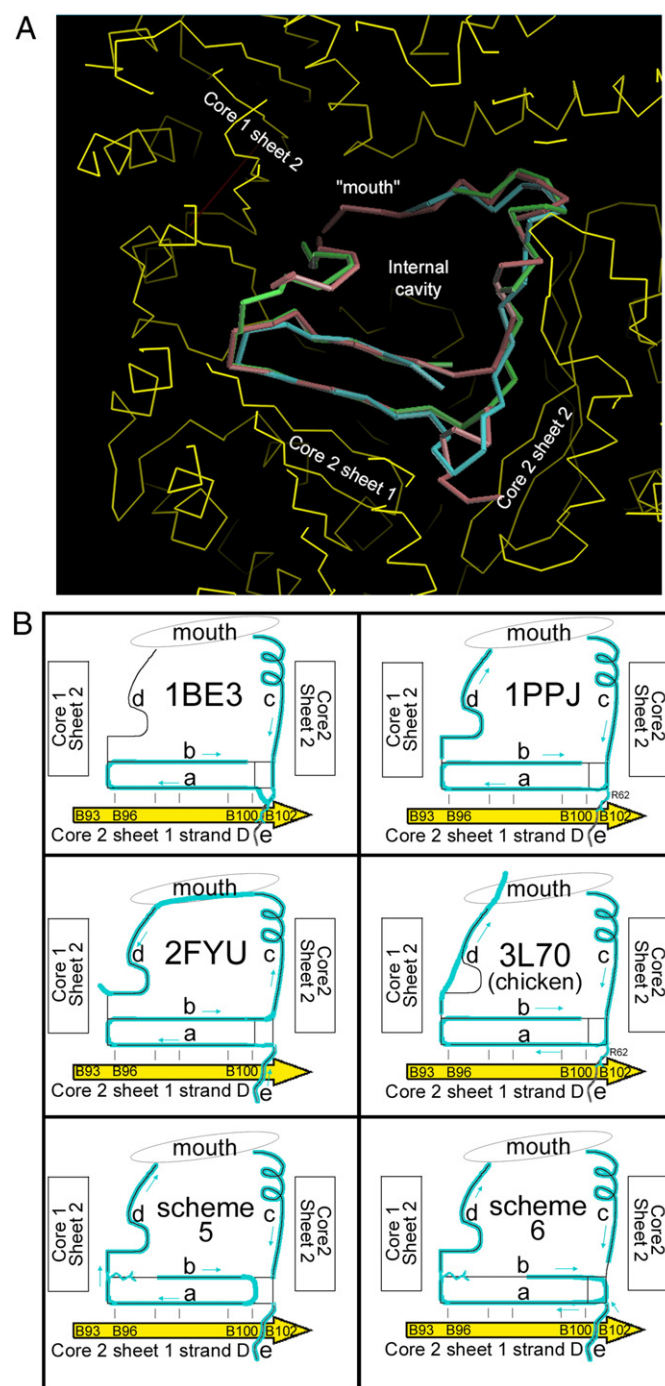 A
Core 1 sheet 2
"mouth"
Internal
cavity
Core 2 sheet 1
Core 2 sheet 2
B
mouth
Core 1
Sheet 2
d
1BE3
c
Core2
Sheet 2
b
a
B93 B96 B100 B102
Core 2 sheet 1 strand D e
mouth
Core 1
Sheet 2
d
1PPJ
c
Core2
Sheet 2
b
a
R62
B93 B96 B100 B102
Core 2 sheet 1 strand D e
mouth
Core 1
Sheet 2
d
2FYU
c
Core2
Sheet 2
b
a
B93 B96 B100 B102
Core 2 sheet 1 strand D e
mouth
Core 1
Sheet 2
d
3L70
(chicken)
c
Core2
Sheet 2
b
a
R62
B93 B96 B100 B102
Core 2 sheet 1 strand D e
mouth
Core 1
Sheet 2
d
scheme
5
c
Core2
Sheet 2
b
a
B93 B96 B100 B102
Core 2 sheet 1 strand D e
mouth
Core 1
Sheet 2
d
scheme
6
c
Core2
Sheet 2
b
a
B93 B96 B100 B102
Core 2 sheet 1 strand D e